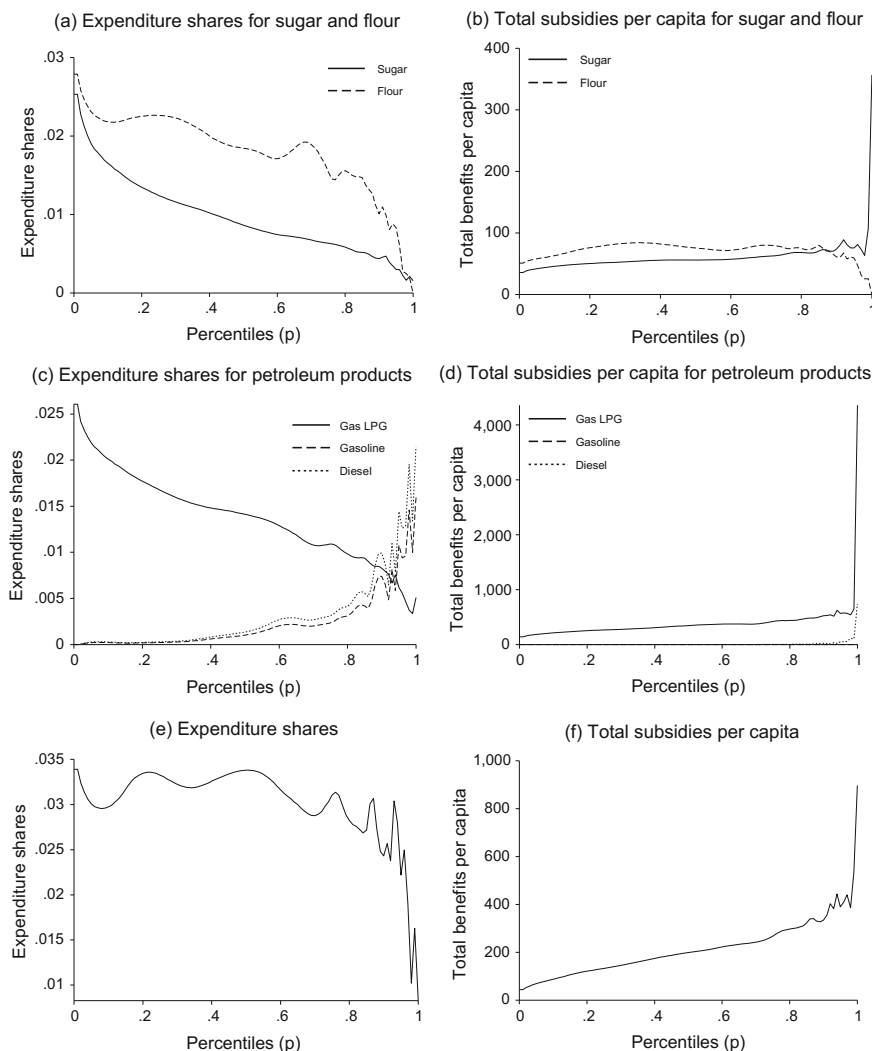 (a) Expenditure shares for sugar and flour
.03
.02
.01
0
Expenditure shares
Sugar
Flour
0 .2 .4 .6 .8 1
Percentiles (p)
(b) Total subsidies per capita for sugar and flour
400
300
200
100
50
0
Total benefits per capita
Sugar
Flour
0 .2 .4 .6 .8 1
Percentiles (p)
(c) Expenditure shares for petroleum products
.025
.02
.015
.01
.005
0
Expenditure shares
Gas LPG
Gasoline
Diesel
0 .2 .4 .6 .8 1
Percentiles (p)
(d) Total subsidies per capita for petroleum products
4,000
3,000
2,000
1,000
0
Total benefits per capita
Gas LPG
Gasoline
Diesel
0 .2 .4 .6 .8 1
Percentiles (p)
(e) Expenditure shares
.035
.03
.025
.02
.015
.01
Expenditure shares
0 .2 .4 .6 .8 1
Percentiles (p)
(f) Total subsidies per capita
1,000
800
600
400
200
0
Total benefits per capita
0 .2 .4 .6 .8 1
Percentiles (p)